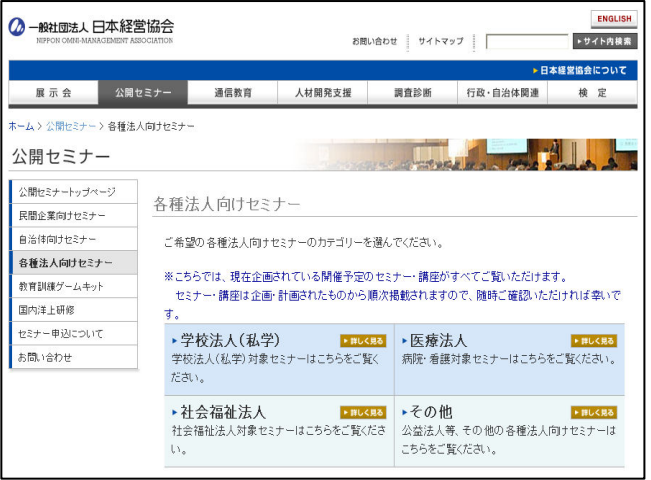 一般社団法人 日本経営協会
NIPPON OMNI-MANAGEMENT ASSOCIATION
ENGLISH
お問い合わせ サイトマップ サイト内検索
日本経営協会について
展示会 公開セミナー 通信教育 人材開発支援 調査診断 行政・自治体関連 検定
ホーム > 公開セミナー > 各種法人向けセミナー
公開セミナー
公開セミナートップページ
民間企業向けセミナー
自治体向けセミナー
各種法人向けセミナー
教育訓練ゲームキット
国内洋上研修
セミナー申込について
お問い合わせ
各種法人向けセミナー
ご希望の各種法人向けセミナーのカテゴリーを選んでください。
※こちらでは、現在企画されている開催予定のセミナー・講座がすべてご覧いただけます。
セミナー・講座は企画・計画されたものから順次掲載されますので、随時ご確認いただければ幸いで
す。
学校法人(私学) 詳しく見る
学校法人(私学)対象セミナーはこちらをご覧く
ださい。
医療法人 詳しく見る
病院・看護対象セミナーはこちらをご覧ください。
社会福祉法人 詳しく見る
社会福祉法人対象セミナーはこちらをご覧くださ
い。
その他 詳しく見る
公益法人等、その他の各種法人向けセミナーは
こちらをご覧ください。